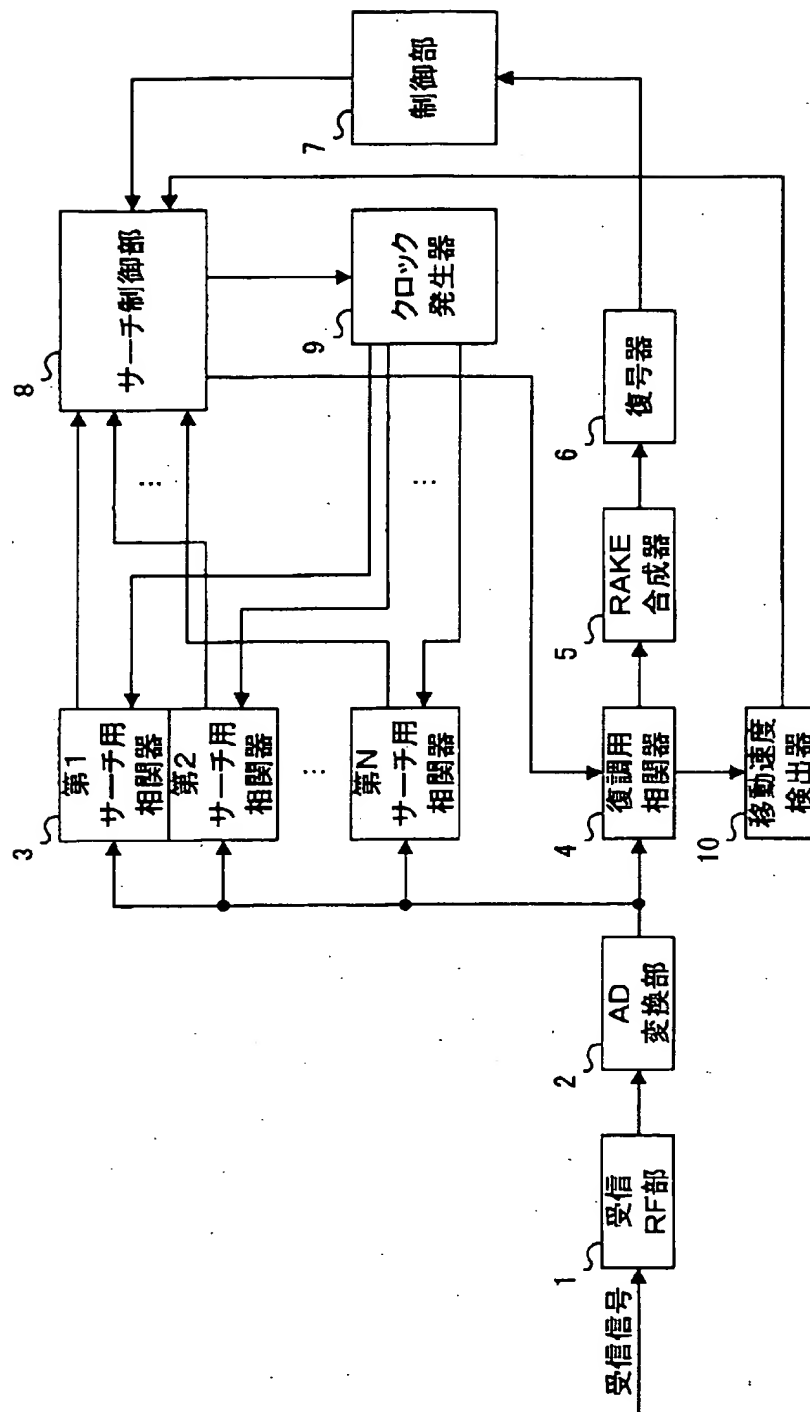 8
サーチ制御部
7
制御部
9
クロック
発生器
3
第1
サーチ用
相関器
第2
サーチ用
相関器
⋮
第N
サーチ用
相関器
…
…
受信信号
1
受信
RF部
2
AD
変換部
4
復調用
相関器
5
RAKE
合成器
6
復号器
10
移動速度
検出器